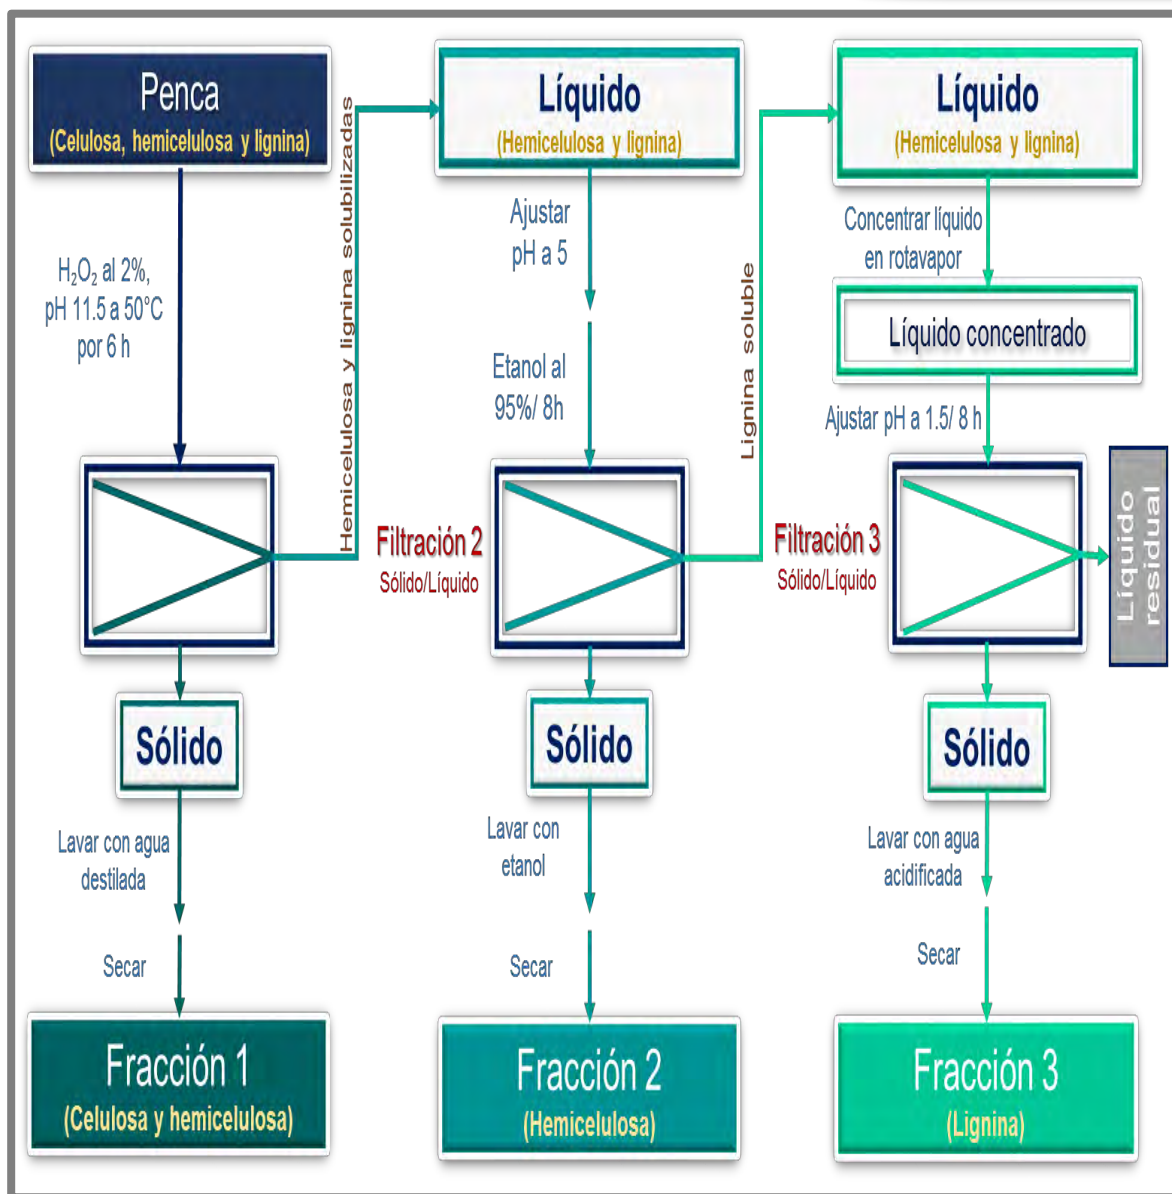 Penca
(Celulosa, hemicelulosa y lignina)
H₂O₂ al 2%,
pH 11.5 a 50°C
por 6 h
Hemicelulosa y lignina solubilizadas
Sólido
Lavar con agua
destilada
Secar
Fracción 1
(Celulosa y hemicelulosa)
Líquido
(Hemicelulosa y lignina)
Ajustar
pH a 5
Etanol al
95%/ 8h
Filtración 2
Sólido/Líquido
Lignina soluble
Sólido
Lavar con
etanol
Secar
Fracción 2
(Hemicelulosa)
Líquido
(Hemicelulosa y lignina)
Concentrar líquido
en rotavapor
Líquido concentrado
Ajustar pH a 1.5/ 8 h
Filtración 3
Sólido/Líquido
Líquido
residual
Sólido
Lavar con agua
acidificada
Secar
Fracción 3
(Lignina)